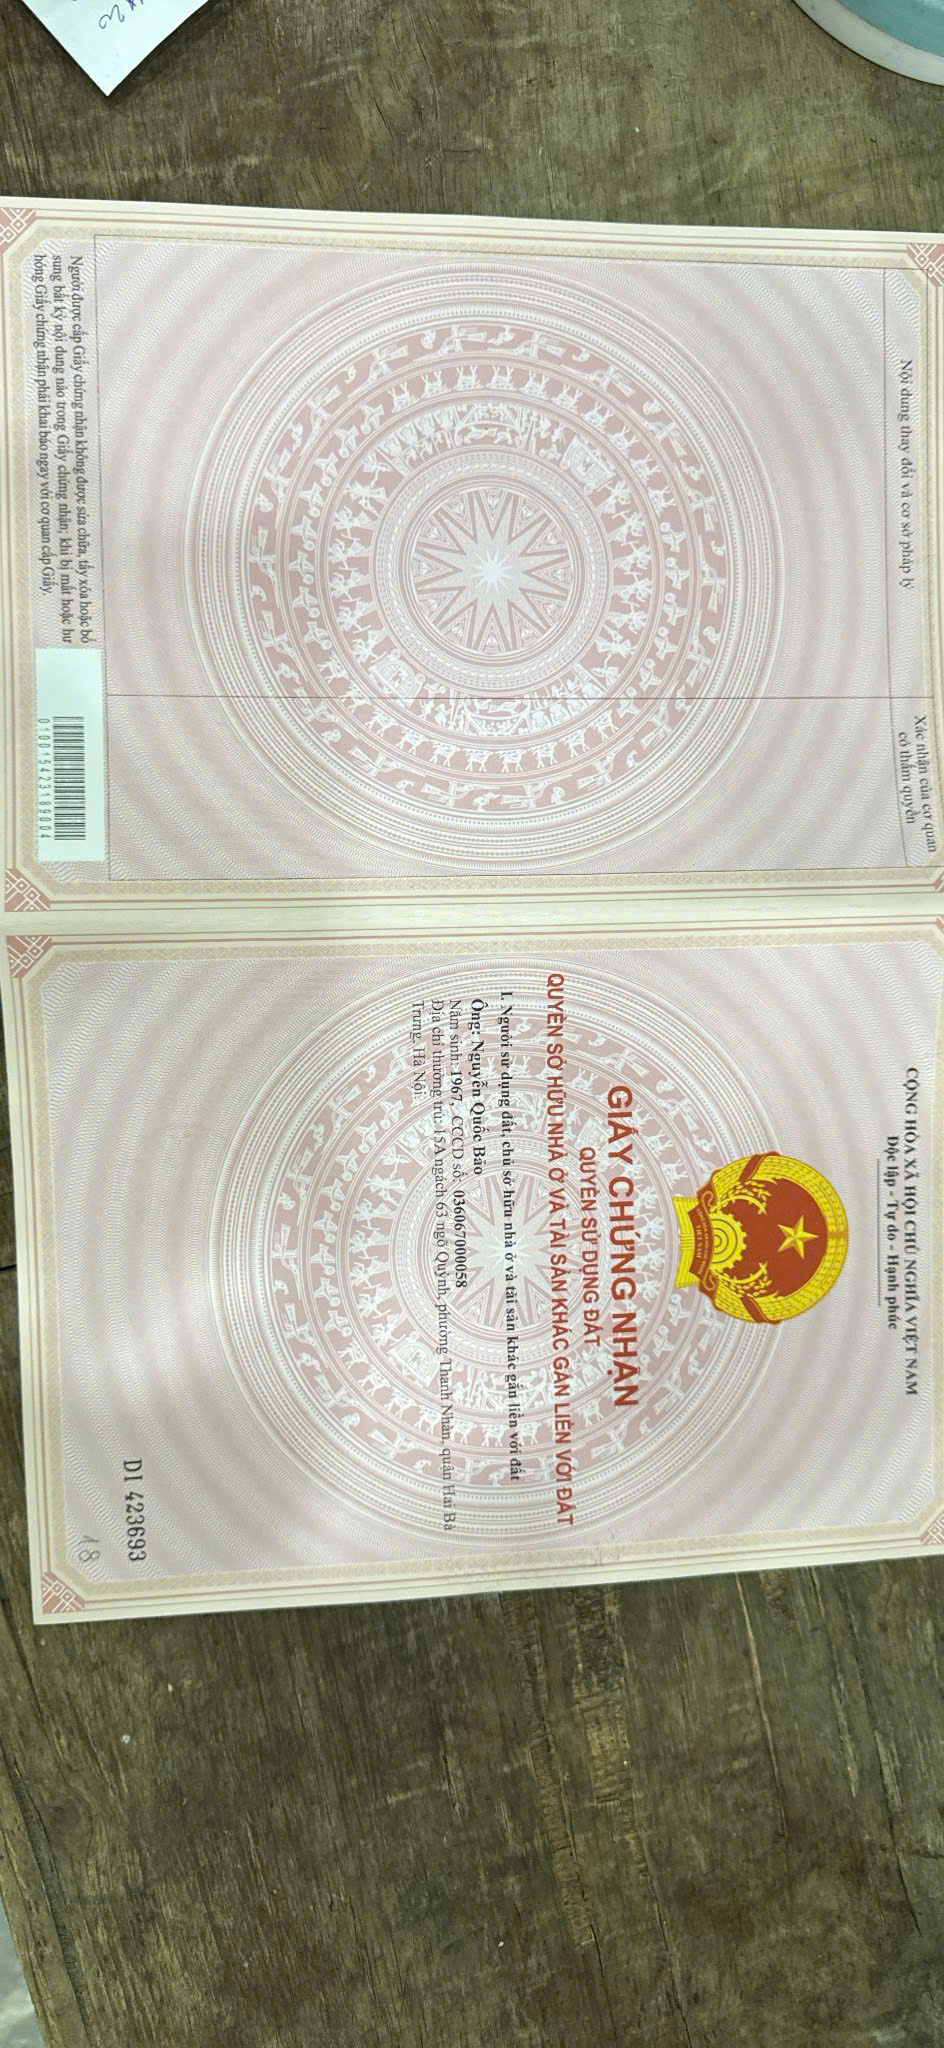 Nội dung thay đổi và cơ sở pháp lý
Xác nhận của cơ quan
có thẩm quyền
Người được cấp Giấy chứng nhận không được sửa chữa, tẩy xóa hoặc bổ
sung bất kỳ nội dung nào trong Giấy chứng nhận; khi bị mất hoặc hư
hỏng Giấy chứng nhận phải khai báo ngay với cơ quan cấp Giấy.
CỘNG HÒA XÃ HỘI CHỦ NGHĨA VIỆT NAM
Độc lập - Tự do - Hạnh phúc
GIẤY CHỨNG NHẬN
QUYỀN SỬ DỤNG ĐẤT
QUYỀN SỞ HỮU NHÀ Ở VÀ TÀI SẢN KHÁC GẮN LIỀN VỚI ĐẤT
I. Người sử dụng đất, chủ sở hữu nhà ở và tài sản khác gắn liền với đất
Ông: Nguyễn Quốc Bảo
Năm sinh: 1967, CCCD số: 036067000058
Địa chỉ thường trú: 15A ngách 63 ngõ Quỳnh, phường Thanh Nhàn, quận Hai Bà
Trưng, Hà Nội.
DI 423693
18